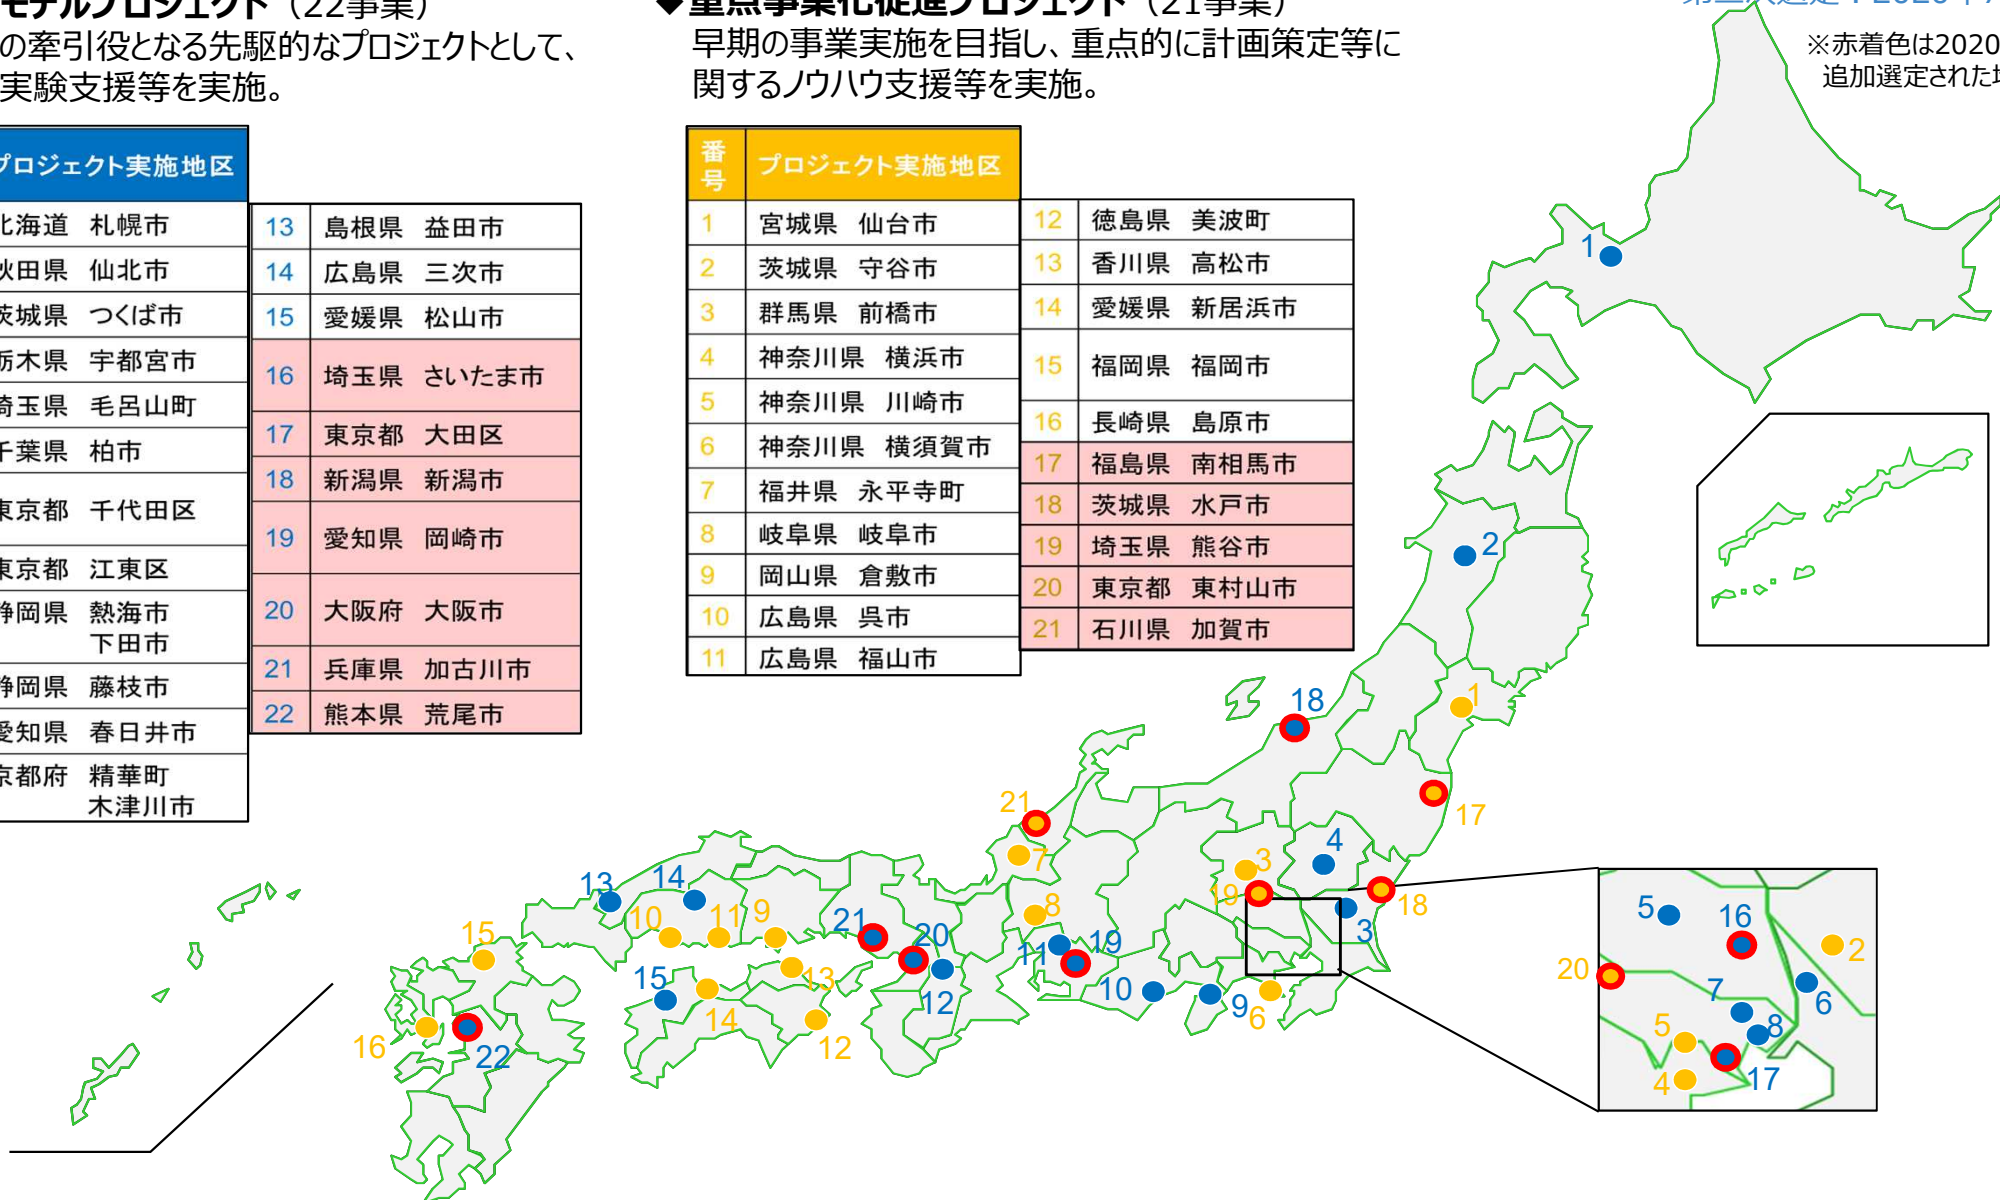 モデルプロジェクト（22事業）
の牽引役となる先駆的なプロジェクトとして、
実験支援等を実施。
プロジェクト実施地区
北海道 札幌市
秋田県 仙北市
茨城県 つくば市
栃木県 宇都宮市
埼玉県 毛呂山町
千葉県 柏市
東京都 千代田区
東京都 江東区
静岡県 熱海市
下田市
静岡県 藤枝市
愛知県 春日井市
京都府 精華町
木津川市
13 島根県 益田市
14 広島県 三次市
15 愛媛県 松山市
16 埼玉県 さいたま市
17 東京都 大田区
18 新潟県 新潟市
19 愛知県 岡崎市
20 大阪府 大阪市
21 兵庫県 加古川市
22 熊本県 荒尾市
◆重点事業化促進プロジェクト（21事業）
早期の事業実施を目指し、重点的に計画策定等に
関するノウハウ支援等を実施。
番号 プロジェクト実施地区
1 宮城県 仙台市
2 茨城県 守谷市
3 群馬県 前橋市
4 神奈川県 横浜市
5 神奈川県 川崎市
6 神奈川県 横須賀市
7 福井県 永平寺町
8 岐阜県 岐阜市
9 岡山県 倉敷市
10 広島県 呉市
11 広島県 福山市
12 徳島県 美波町
13 香川県 高松市
14 愛媛県 新居浜市
15 福岡県 福岡市
16 長崎県 島原市
17 福島県 南相馬市
18 茨城県 水戸市
19 埼玉県 熊谷市
20 東京都 東村山市
21 石川県 加賀市
※赤着色は2020
追加選定された
1
2
1
18
17
21
7
4
3
19
18
3
8
13
14
10
11
9
21
20
11
19
15
15
13
14
12
12
10
9
6
16
22
5
16
2
20
7
6
5
8
4
17